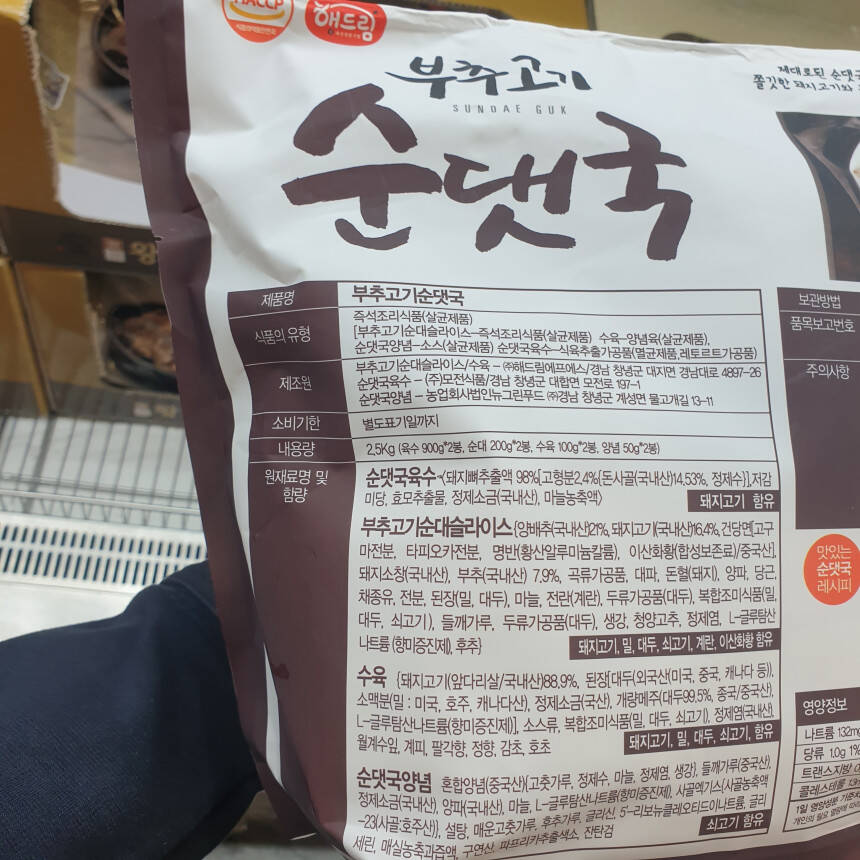 HACCP
해드림
부추고기
SUNDAE GUK
순댓국
제대로된 순댓국
쫄깃한 돼지고기와
제품명 부추고기순댓국
식품의 유형 즉석조리식품(살균제품)
[부추고기순대슬라이스-즉석조리식품(살균제품) 수육-양념육(살균제품),
순댓국양념-소스(살균제품) 순댓국육수-식육추출가공품(멸균제품,레토르트가공품)
제조원 부추고기순대슬라이스/수육 - ㈜해드림에프에스/경남 창녕군 대지면 경남대로 4897-26
순댓국육수 - (주)모전식품/경남 창녕군 대합면 모전로 197-1
순댓국양념 - 농업회사법인뉴그린푸드 ㈜경남 창녕군 계성면 물고개길 13-11
소비기한 별도표기일까지
내용량 2.5Kg (육수 900g*2봉, 순대 200g*2봉, 수육 100g*2봉, 양념 50g*2봉)
원재료명 및 함량
순댓국육수<돼지뼈추출액 98%[고형분2.4%{돈사골(국내산)14.53%, 정제수}],저감
미당, 효모추출물, 정제소금(국내산), 마늘농축액> 돼지고기 함유
부추고기순대슬라이스 {양배추(국내산)21%, 돼지고기(국내산)16.4%, 건당면[고구
마전분, 타피오카전분, 명반(황산알루미늄칼륨), 이산화황(합성보존료)/중국산],
돼지소창(국내산), 부추(국내산) 7.9%, 곡류가공품, 대파, 돈혈(돼지), 양파, 당근,
채종유, 전분, 된장(밀, 대두), 마늘, 전란(계란), 두류가공품(대두), 복합조미식품(밀,
대두, 쇠고기), 들깨가루, 두류가공품(대두), 생강, 청양고추, 정제염, L-글루탐산
나트륨 (향미증진제), 후추} 돼지고기, 밀, 대두, 쇠고기, 계란, 이산화황 함유
수육 {돼지고기(앞다리살/국내산)88.9%, 된장[대두(외국산(미국, 중국, 캐나다 등)),
소맥분(밀 : 미국, 호주, 캐나다산), 정제소금(국산), 개량메주(대두99.5%, 종국/중국산),
L-글루탐산나트륨(향미증진제)], 소스류, 복합조미식품(밀, 대두, 쇠고기), 정제염(국내산),
월계수잎, 계피, 팔각향, 정향, 감초, 호초 돼지고기, 밀, 대두, 쇠고기, 함유
순댓국양념 혼합양념(중국산){고춧가루, 정제수, 마늘, 정제염, 생강}, 들깨가루(중국산),
정제소금(국내산), 양파(국내산), 마늘, L-글루탐산나트륨(향미증진제), 사골엑기스(사골농축액
-23(사골:호주산)), 설탕, 매운고춧가루, 후추가루, 글리신, 5'-리보뉴클레오티드이나트륨, 글리
세린, 매실농축과즙액, 구연산, 파프리카추출색소, 잔탄검 쇠고기 함유
보관방법
품목보고번호
주의사항
맛있는
순댓국
레시피
영양정보
나트륨 132mg
당류 1.0g 1%
트랜스지방
콜레스테롤
1일 영양성분 기준치